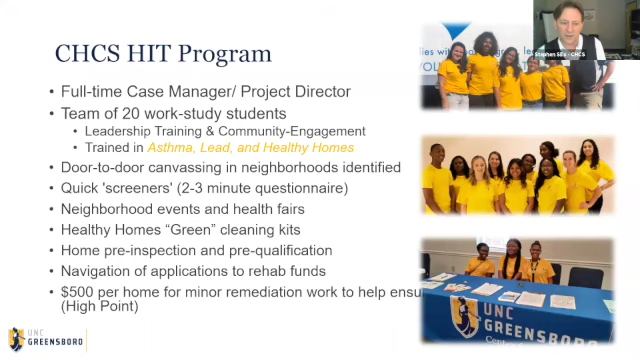 CHCS HIT Program
Stephen Sills - CHCS
• Full-time Case Manager/ Project Director
• Team of 20 work-study students
• Leadership Training & Community-Engagement
• Trained in Asthma, Lead, and Healthy Homes
• Door-to-door canvassing in neighborhoods identified
• Quick 'screeners' (2-3 minute questionnaire)
• Neighborhood events and health fairs
• Healthy Homes “Green” cleaning kits
• Home pre-inspection and pre-qualification
• Navigation of applications to rehab funds
• $500 per home for minor remediation work to help ensu
(High Point)
UNC
GREENSBORO
UNC
GREENSBORO